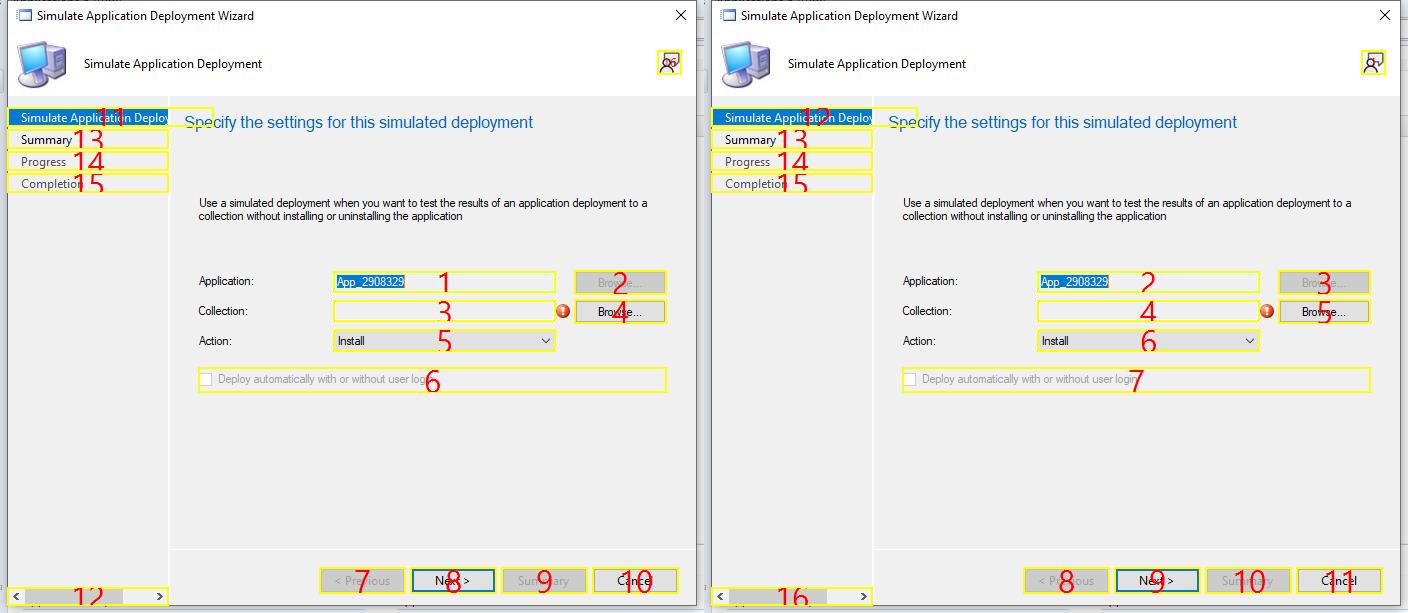 Simulate Application Deployment Wizard
Simulate Application Deployment
16
Simulate Application Deploy
11
Specify the settings for this simulated deployment
Summary 13
Progress 14
Completion 15
Use a simulated deployment when you want to test the results of an application deployment to a
collection without installing or uninstalling the application
Application: App_2908329 1 Browse... 2
Collection: 3 Browse... 4
Action: Install 5
Deploy automatically with or without user login 6
< Previous 7 Next > 8 Summary 9 Cancel 10
12
Simulate Application Deployment Wizard
Simulate Application Deployment
Simulate Application Deploy
12
Specify the settings for this simulated deployment
Summary 13
Progress 14
Completion 15
Use a simulated deployment when you want to test the results of an application deployment to a
collection without installing or uninstalling the application
Application: App_2908329 2 Browse... 3
Collection: 4 Browse... 5
Action: Install 6
Deploy automatically with or without user login 7
< Previous 8 Next > 9 Summary 10 Cancel 11
16